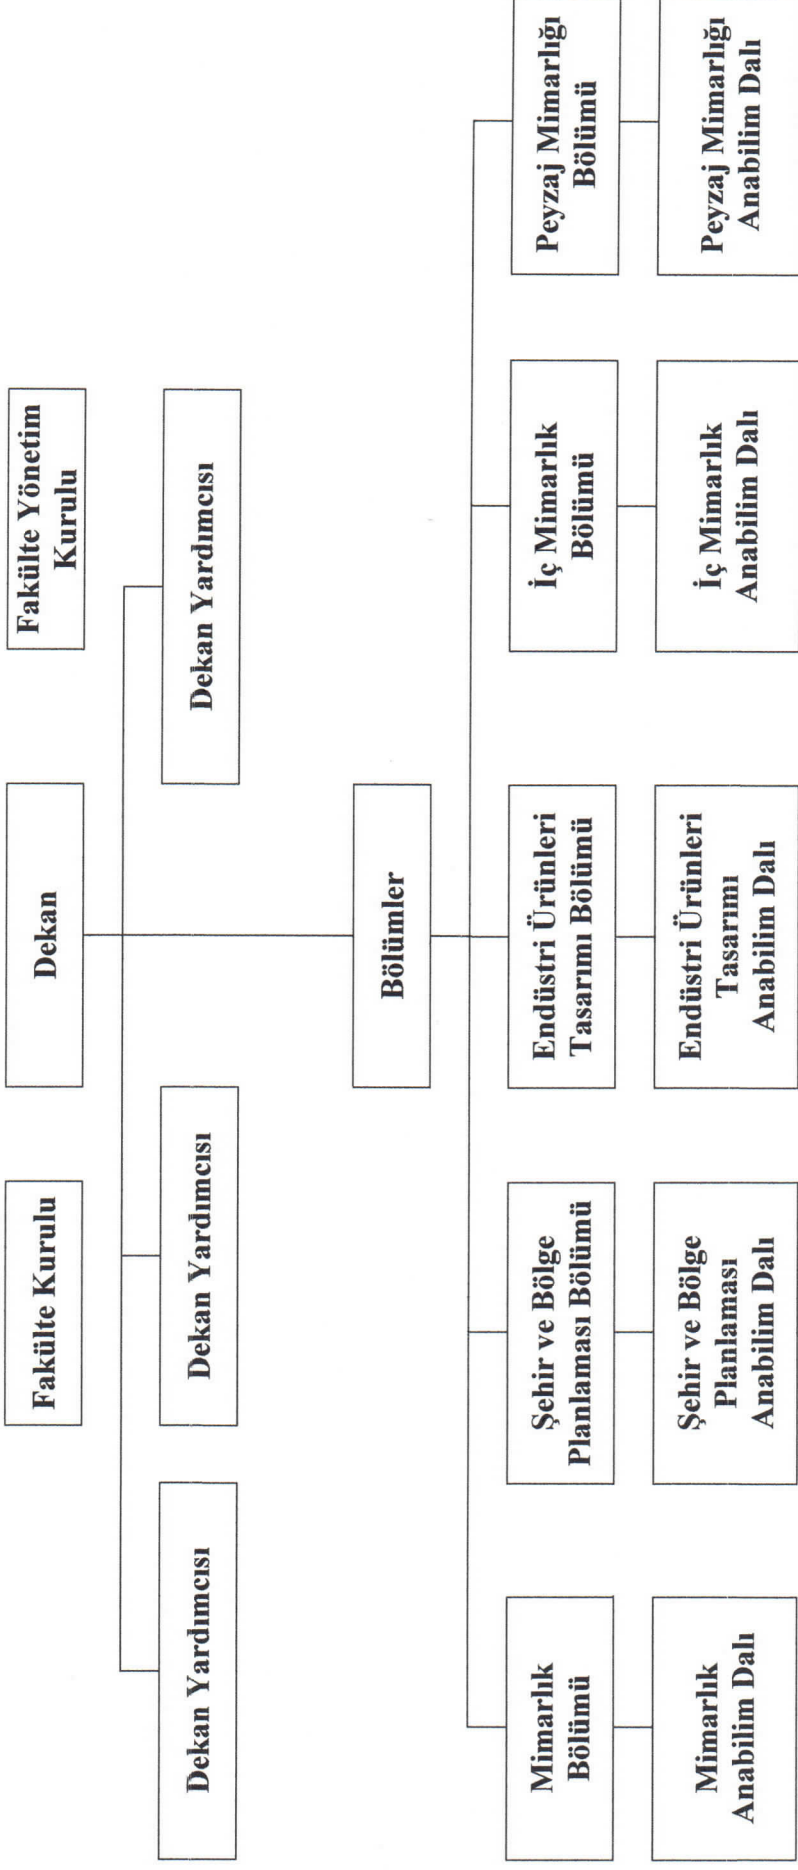 Fakülte Kurulu
Dekan
Fakülte Yönetim
Kurulu
Dekan Yardımcısı
Dekan Yardımcısı
Dekan Yardımcısı
Bölümler
Mimarlık
Bölümü
Şehir ve Bölge
Planlaması Bölümü
Endüstri Ürünleri
Tasarımı Bölümü
İç Mimarlık
Bölümü
Peyzaj Mimarlığı
Bölümü
Mimarlık
Anabilim Dalı
Şehir ve Bölge
Planlaması
Anabilim Dalı
Endüstri Ürünleri
Tasarımı
Anabilim Dalı
İç Mimarlık
Anabilim Dalı
Peyzaj Mimarlığı
Anabilim Dalı